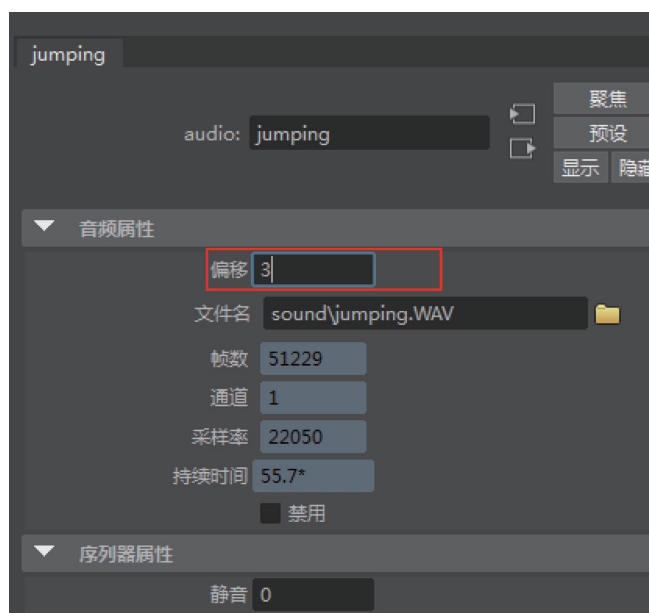 jumping
聚焦
audio: jumping
预设
显示 隐藏
音频属性
偏移 3
文件名 sound\jumping.WAV
帧数 51229
通道 1
采样率 22050
持续时间 55.7*
禁用
序列器属性
静音 0